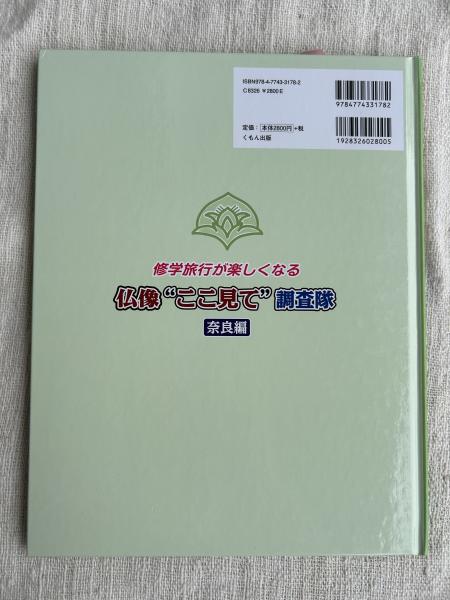 ISBN978-4-7743-3178-2
C8326 ¥2800E
定価：本体2800円＋税
くもん出版
9784774331782
1928326028005
修学旅行が楽しくなる
仏像“ここ見て”調査隊
奈良編